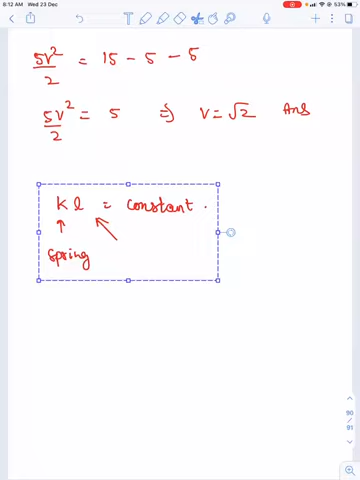 8:12 AM Wed 23 Dec
53%
5v²/2 = 15 - 5 - 5
5v²/2 = 5 ⇒ v = √2 Ans
K l = constant.
spring
90
/
91